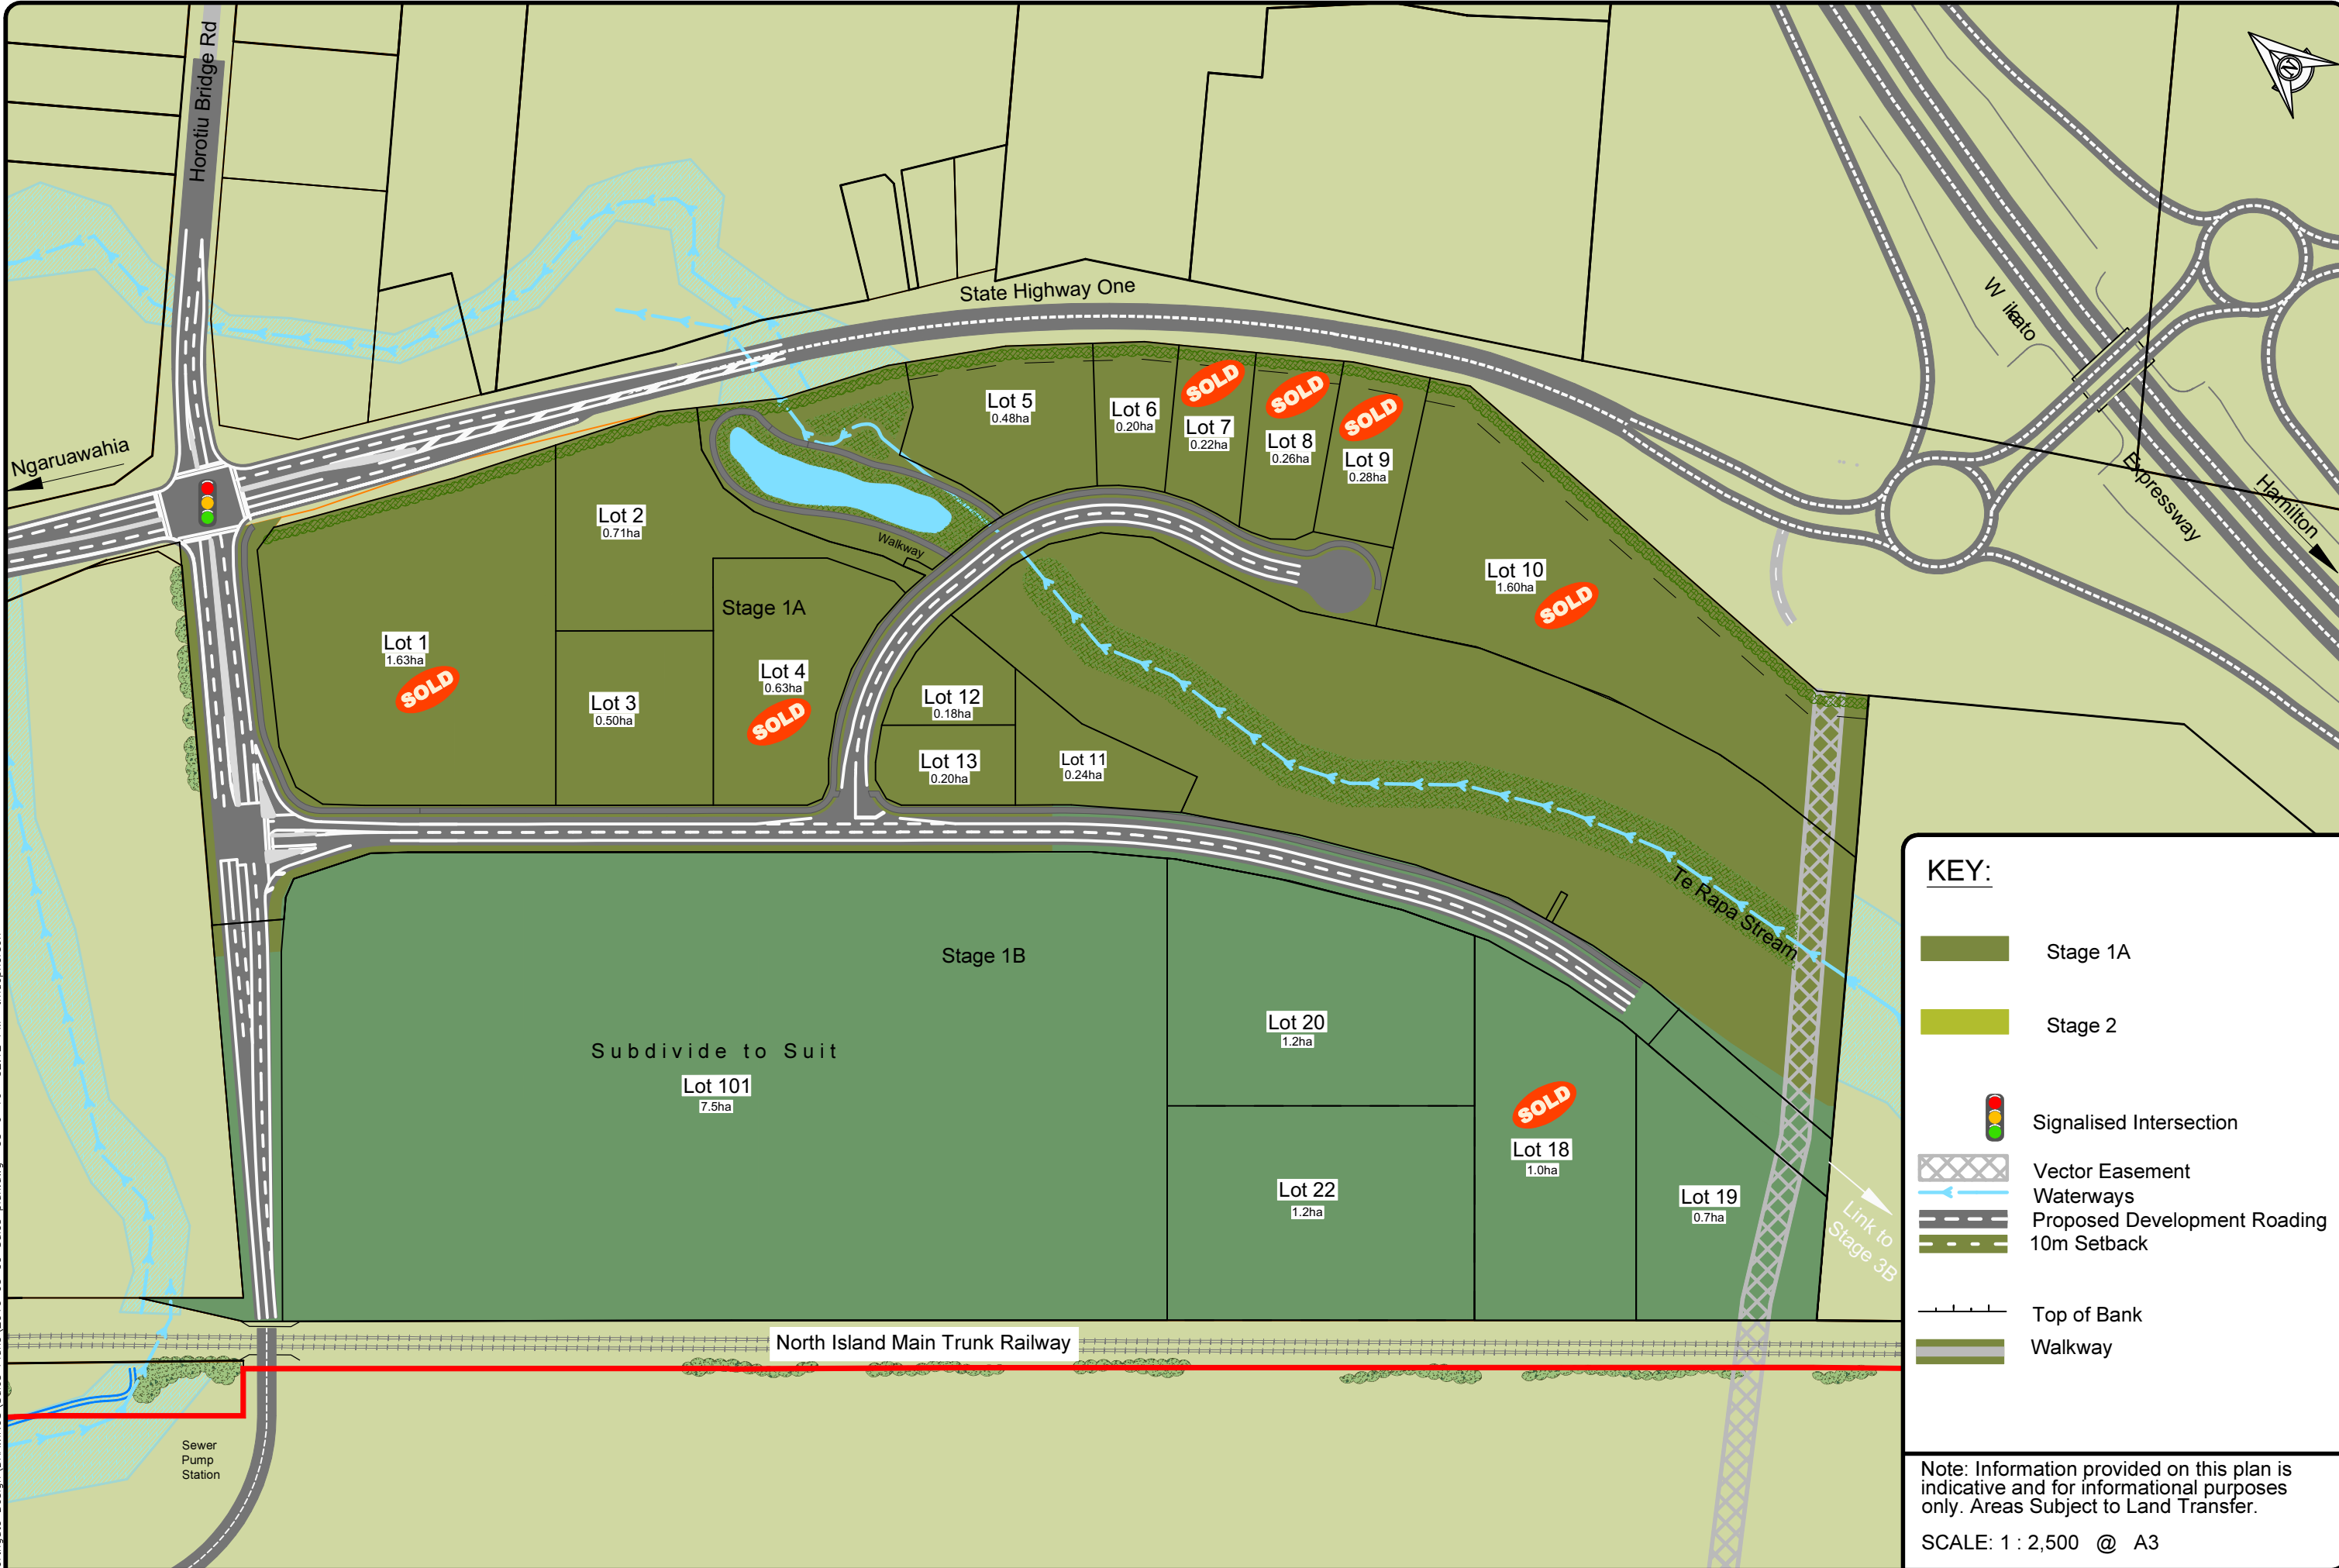 Horotiu Bridge Rd
State Highway One
Ngaruawahia
Waikato
Expressway
Hamilton
Lot 5
0.48ha
Lot 6
0.20ha
SOLD
Lot 7
0.22ha
SOLD
Lot 8
0.26ha
SOLD
Lot 9
0.28ha
Lot 2
0.71ha
Walkway
Lot 10
1.60ha
SOLD
Stage 1A
Lot 1
1.63ha
SOLD
Lot 3
0.50ha
Lot 4
0.63ha
SOLD
Lot 12
0.18ha
Lot 13
0.20ha
Lot 11
0.24ha
Te Rapa Stream
Stage 1B
Subdivide to Suit
Lot 101
7.5ha
Lot 20
1.2ha
Lot 22
1.2ha
SOLD
Lot 18
1.0ha
Lot 19
0.7ha
Link to
Stage 3B
North Island Main Trunk Railway
Sewer
Pump
Station
KEY:
Stage 1A
Stage 2
Signalised Intersection
Vector Easement
Waterways
Proposed Development Roading
10m Setback
Top of Bank
Walkway
Note: Information provided on this plan is
indicative and for informational purposes
only. Areas Subject to Land Transfer.
SCALE: 1 : 2,500 @ A3
N